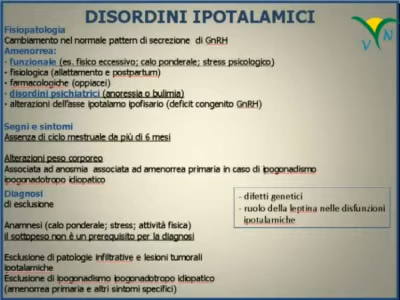 DISORDINI IPOTALAMICI
V N
Fisiopatologia
Cambiamento nel normale pattern di secrezione di GnRH
Amenorrea:
- funzionale (es. fisico eccessivo; calo ponderale; stress psicologico)
- fisiologica (allattamento e postpartum)
- farmacologiche (oppiacei)
- disordini psichiatrici (anoressia o bulimia)
- alterazioni dell'asse ipotalamo ipofisario (deficit congenito GnRH)
Segni e sintomi
Assenza di ciclo mestruale da più di 6 mesi
Alterazioni peso corporeo
Associata ad anosmia associata ad amenorrea primaria in caso di ipogonadismo
ipogonadotropo idiopatico
Diagnosi
di esclusione
Anamnesi (calo ponderale; stress; attività fisica)
il sottopeso non è un prerequisito per la diagnosi
Esclusione di patologie infiltrative e lesioni tumorali
ipotalamiche
Esclusione di ipogonadismo ipogonadotropo idiopatico
(amenorrea primaria e altri sintomi specifici)
- difetti genetici
- ruolo della leptina nelle disfunzioni
ipotalamiche